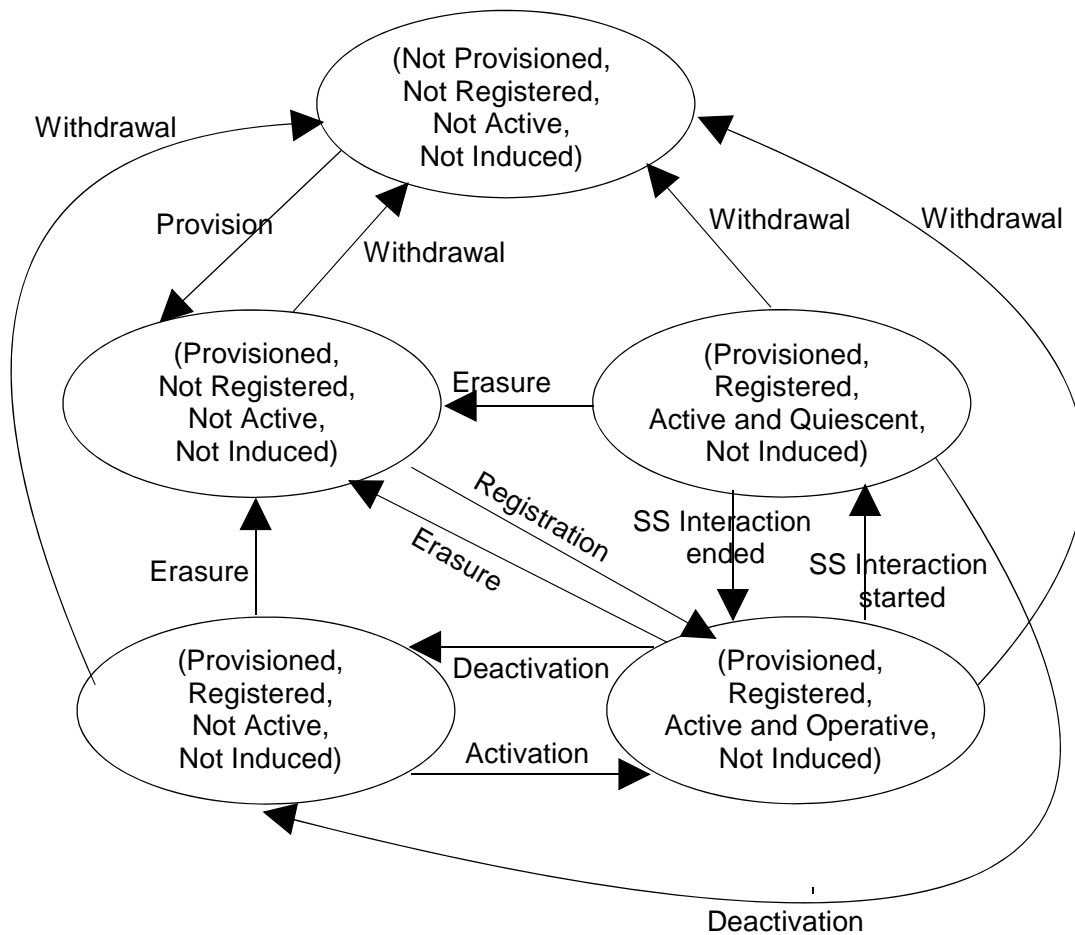 (Not Provisioned,
Not Registered,
Not Active,
Not Induced)
Withdrawal
Provision
Withdrawal
Withdrawal
Withdrawal
(Provisioned,
Not Registered,
Not Active,
Not Induced)
Erasure
(Provisioned,
Registered,
Active and Quiescent,
Not Induced)
Registration
Erasure
SS Interaction
ended
SS Interaction
started
Erasure
(Provisioned,
Registered,
Not Active,
Not Induced)
Deactivation
Activation
(Provisioned,
Registered,
Active and Operative,
Not Induced)
Deactivation